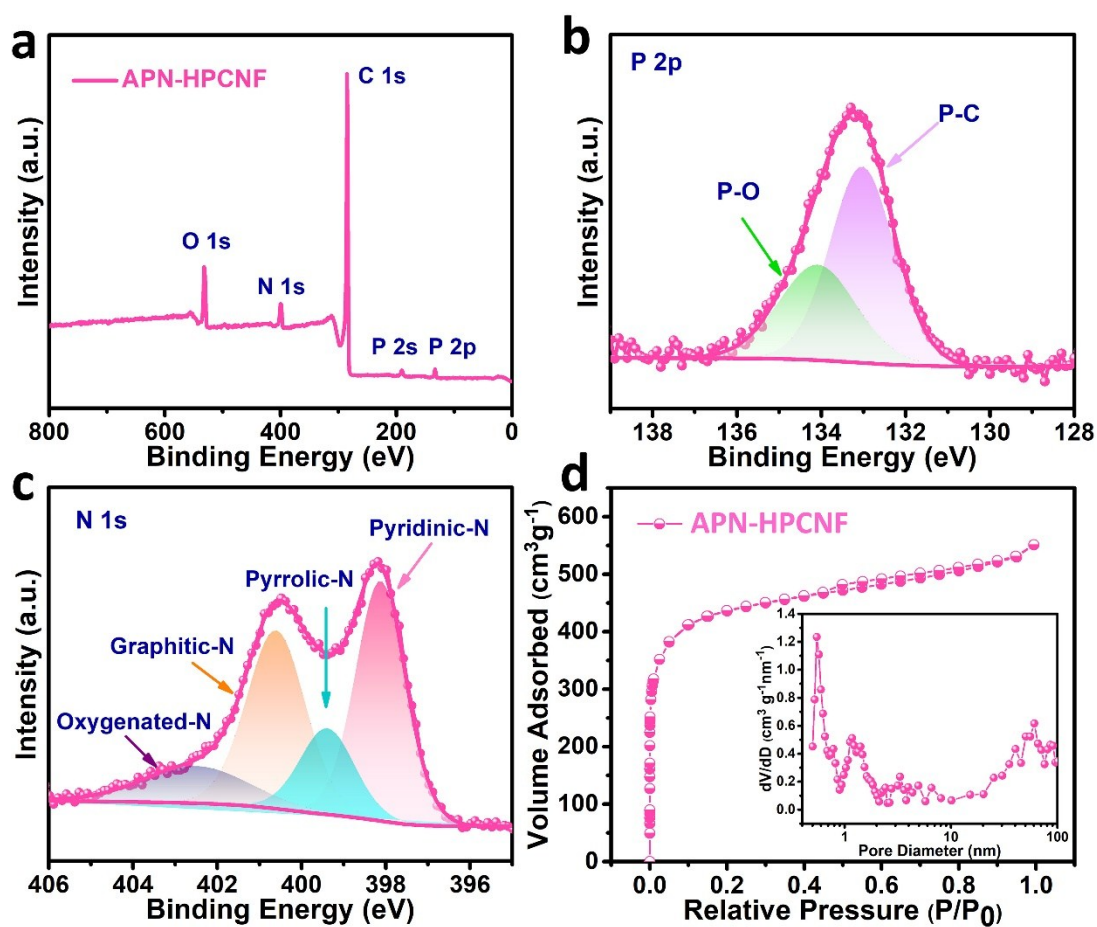 a
APN-HPCNF
C 1s
O 1s
N 1s
P 2s
P 2p
Intensity (a.u.)
800
600
400
200
0
Binding Energy (eV)
b
P 2p
P-C
P-O
Intensity (a.u.)
138
136
134
132
130
128
Binding Energy (eV)
c
N 1s
Pyridinic-N
Pyrrolic-N
Graphitic-N
Oxygenated-N
Intensity (a.u.)
406
404
402
400
398
396
Binding Energy (eV)
d
APN-HPCNF
Volume Adsorbed (cm³g⁻¹)
600
500
400
300
200
100
0
0.0
0.2
0.4
0.6
0.8
1.0
Relative Pressure (P/P₀)
dV/dD (cm³ g⁻¹nm⁻¹)
1.4
1.2
1.0
0.8
0.6
0.4
0.2
0.0
1
10
100
Pore Diameter (nm)